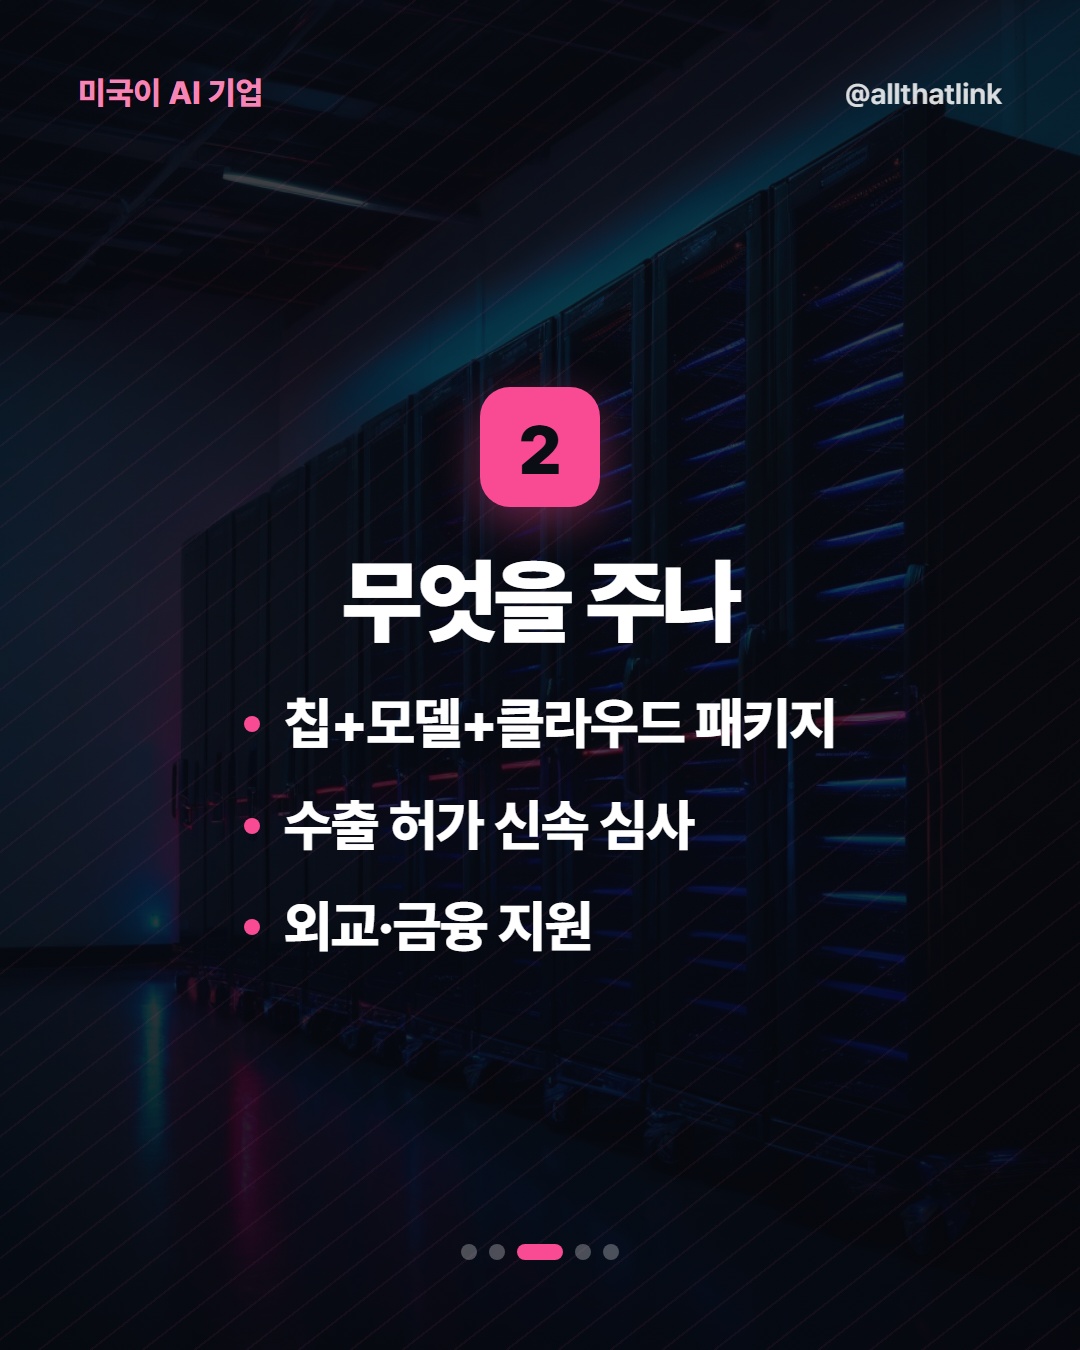 미국이 AI 기업
@allthatlink
2
무엇을 주나
칩+모델+클라우드 패키지
수출 허가 신속 심사
외교·금융 지원